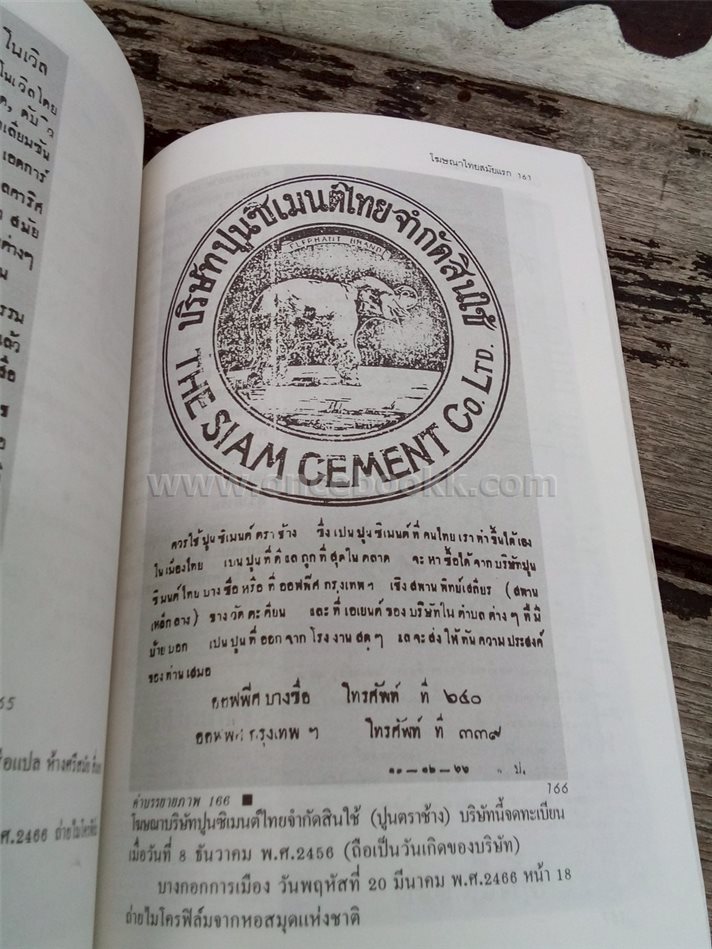 ในเวิล
โฆษณาไทยสมัยแรก 161
บริษัทปูนซิเมนต์ไทยจำกัดสินใช้
ELEPHANT BRAND
THE SIAM CEMENT CO. LTD.
www.oncebookk.com
ควรใช้ปูนซิเมนต์ ตราช้าง ซึ่งเปนปูนซิเมนต์ที่คนไทยเราทำขึ้นได้เอง
ในเมืองไทย เปนปูนที่ดีแลถูกที่สุดในตลาด จะหาซื้อได้จากบริษัทปูน
ซิเมนต์ไทยบางซื่อหรือที่ออฟฟีศกรุงเทพฯ เชิงสพานพิทย์เสถียร (สพาน
เหล็กลาง) ข้างวัดตะเคียน และที่เอเยนต์ของบริษัทในตำบลต่างๆ ที่มี
ป้ายบอก เปนปูนที่ออกจากโรงงานสดๆ แลจะส่งให้ทันความประสงค์
ของท่านเสมอ
ออฟฟีศบางซื่อ โทรศัพท์ ที่ ๒๔๐
ออฟฟีศกรุงเทพฯ โทรศัพท์ ที่ ๓๓๙
166
คำบรรยายภาพ 166 ■
โฆษณาบริษัทปูนซิเมนต์ไทยจำกัดสินใช้ (ปูนตราช้าง) บริษัทนี้จดทะเบียน
เมื่อวันที่ 8 ธันวาคม พ.ศ.2456 (ถือเป็นวันเกิดของบริษัท)
บางกอกการเมือง วันพฤหัสที่ 20 มีนาคม พ.ศ.2466 หน้า 18
ถ่ายไมโครฟิล์มจากหอสมุดแห่งชาติ